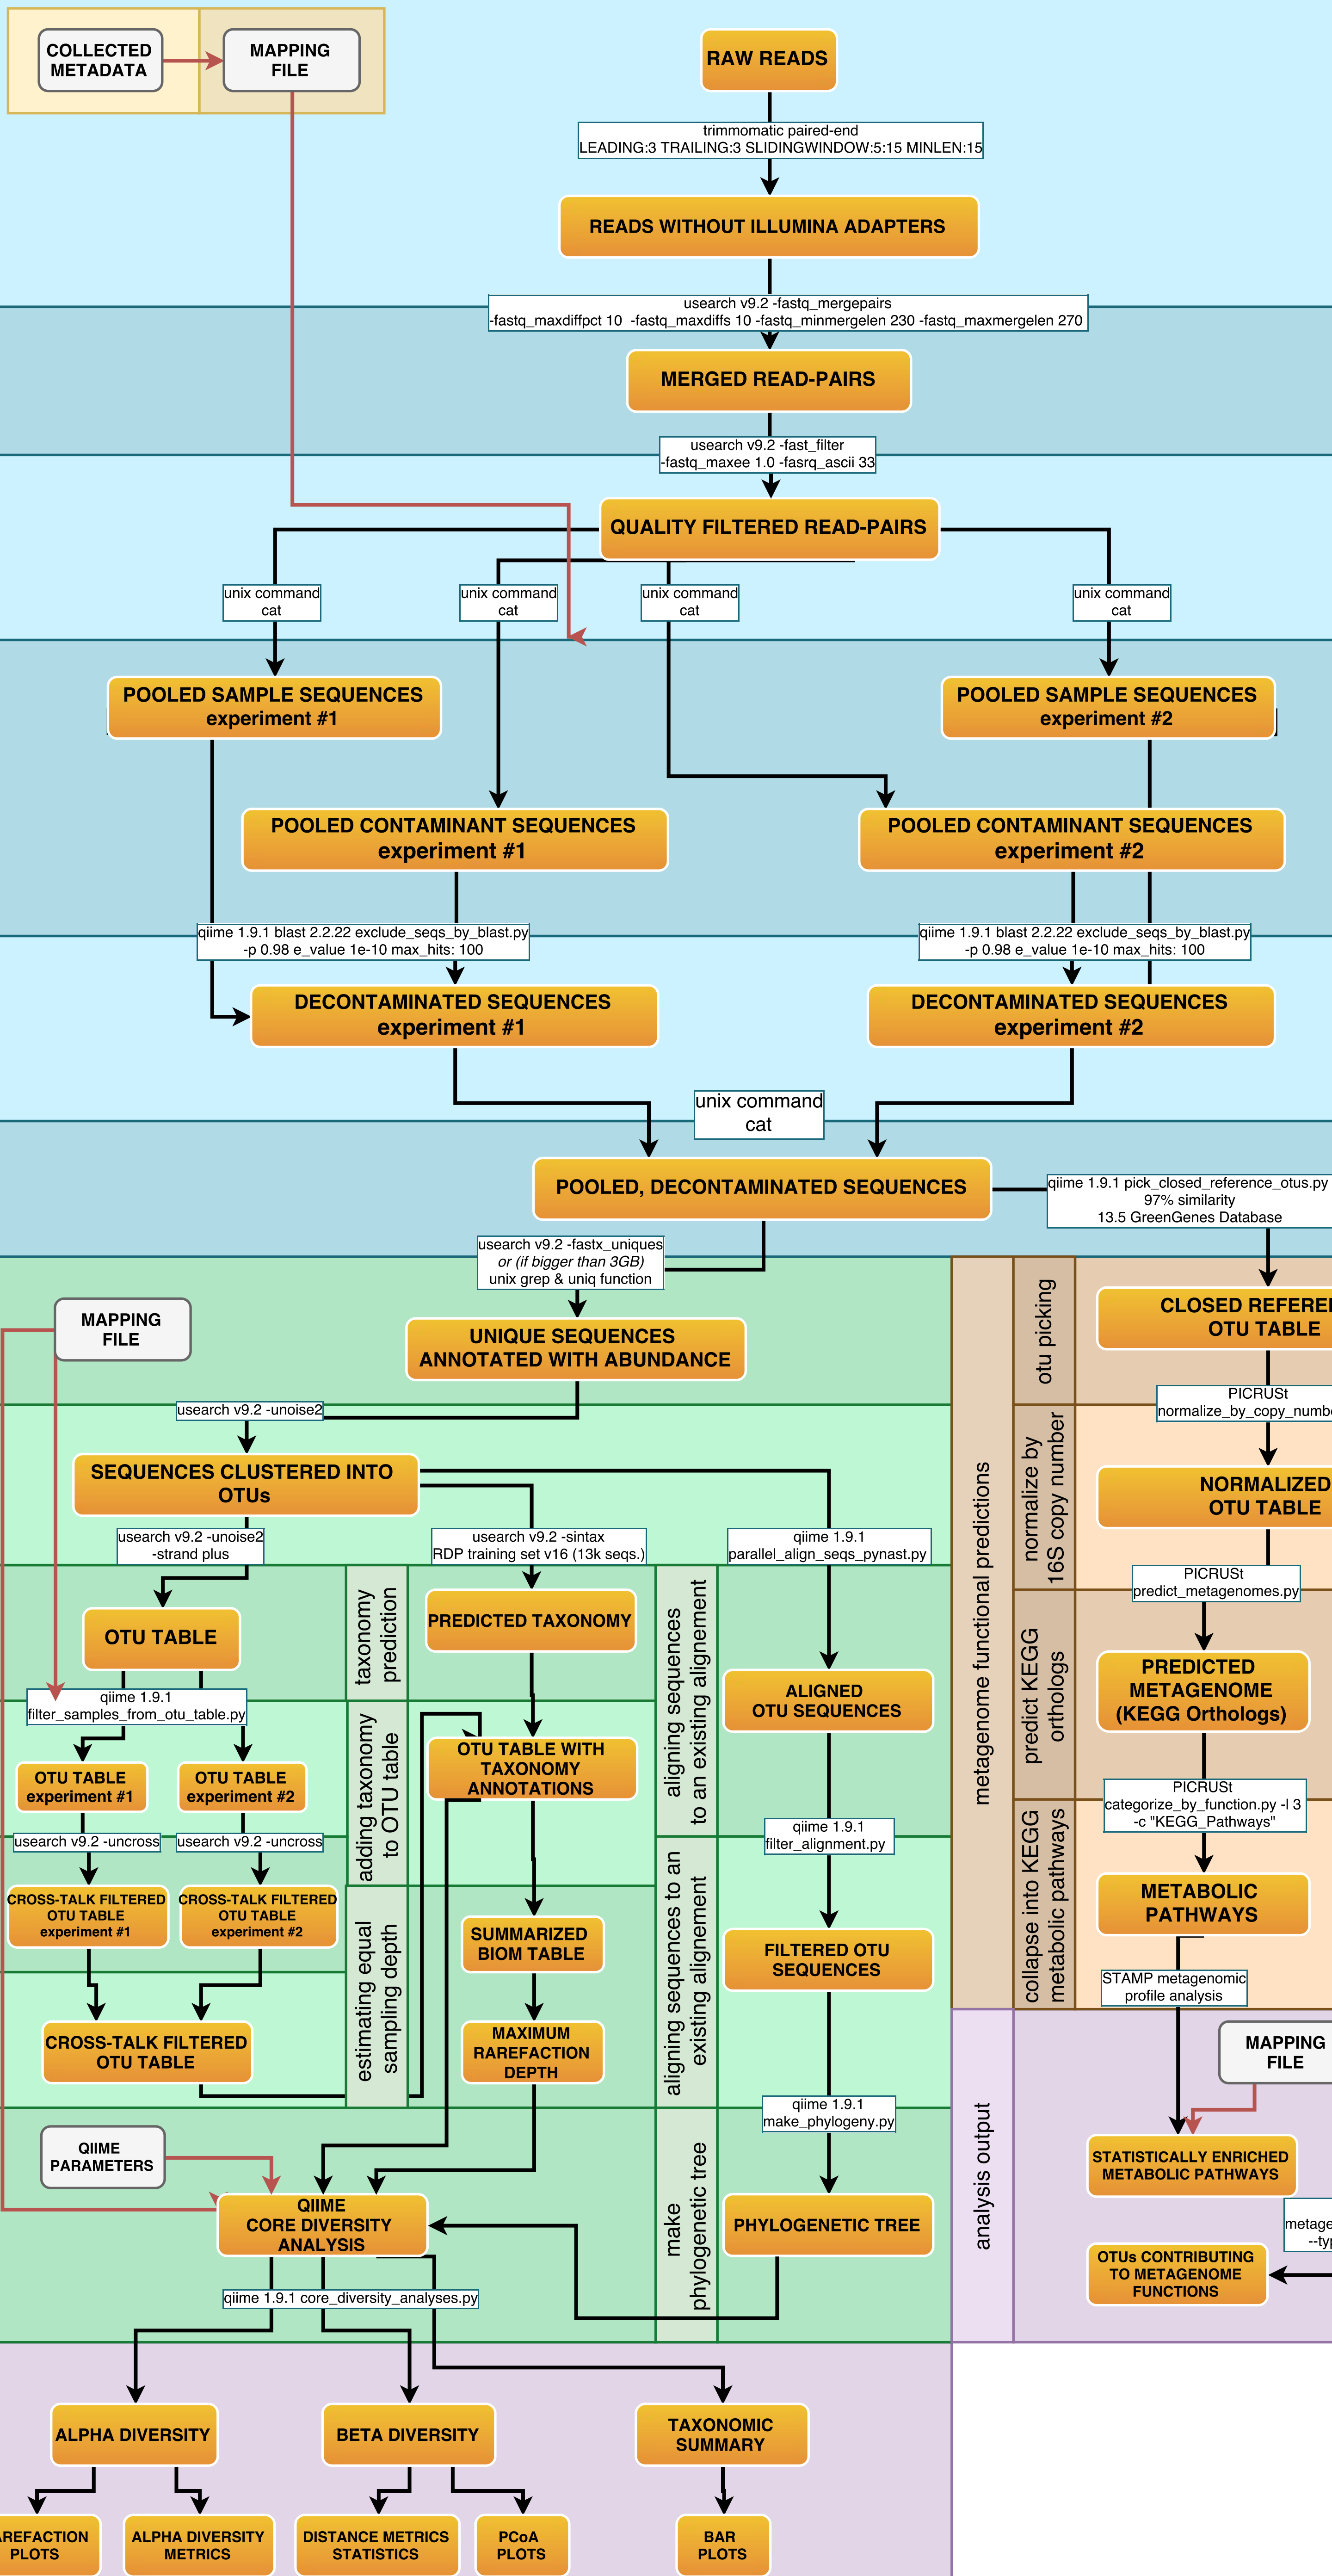 COLLECTED
METADATA
MAPPING
FILE
RAW READS
trimmomatic paired-end
LEADING:3 TRAILING:3 SLIDINGWINDOW:5:15 MINLEN:15
READS WITHOUT ILLUMINA ADAPTERS
usearch v9.2 -fastq_mergepairs
-fastq_maxdiffpct 10 -fastq_maxdiffs 10 -fastq_minmergelen 230 -fastq_maxmergelen 270
MERGED READ-PAIRS
usearch v9.2 -fast_filter
-fastq_maxee 1.0 -fasrq_ascii 33
QUALITY FILTERED READ-PAIRS
unix command
cat
unix command
cat
unix command
cat
unix command
cat
POOLED SAMPLE SEQUENCES
experiment #1
POOLED SAMPLE SEQUENCES
experiment #2
POOLED CONTAMINANT SEQUENCES
experiment #1
POOLED CONTAMINANT SEQUENCES
experiment #2
qiime 1.9.1 blast 2.2.22 exclude_seqs_by_blast.py
-p 0.98 e_value 1e-10 max_hits: 100
qiime 1.9.1 blast 2.2.22 exclude_seqs_by_blast.py
-p 0.98 e_value 1e-10 max_hits: 100
DECONTAMINATED SEQUENCES
experiment #1
DECONTAMINATED SEQUENCES
experiment #2
unix command
cat
POOLED, DECONTAMINATED SEQUENCES
qiime 1.9.1 pick_closed_reference_otus.py
97% similarity
13.5 GreenGenes Database
usearch v9.2 -fastx_uniques
or (if bigger than 3GB)
unix grep & uniq function
MAPPING
FILE
UNIQUE SEQUENCES
ANNOTATED WITH ABUNDANCE
usearch v9.2 -unoise2
SEQUENCES CLUSTERED INTO
OTUs
usearch v9.2 -unoise2
-strand plus
usearch v9.2 -sintax
RDP training set v16 (13k seqs.)
qiime 1.9.1
parallel_align_seqs_pynast.py
OTU TABLE
taxonomy
prediction
PREDICTED TAXONOMY
aligning sequences
to an existing alignement
ALIGNED
OTU SEQUENCES
qiime 1.9.1
filter_samples_from_otu_table.py
OTU TABLE
experiment #1
OTU TABLE
experiment #2
adding taxonomy
to OTU table
OTU TABLE WITH
TAXONOMY
ANNOTATIONS
usearch v9.2 -uncross
usearch v9.2 -uncross
qiime 1.9.1
filter_alignment.py
CROSS-TALK FILTERED
OTU TABLE
experiment #1
CROSS-TALK FILTERED
OTU TABLE
experiment #2
estimating equal
sampling depth
SUMMARIZED
BIOM TABLE
aligning sequences to an
existing alignement
FILTERED OTU
SEQUENCES
CROSS-TALK FILTERED
OTU TABLE
MAXIMUM
RAREFACTION
DEPTH
qiime 1.9.1
make_phylogeny.py
QIIME
PARAMETERS
QIIME
CORE DIVERSITY
ANALYSIS
make
phylogenetic tree
PHYLOGENETIC TREE
qiime 1.9.1 core_diversity_analyses.py
metagenome functional predictions
otu picking
CLOSED REFERE
OTU TABLE
PICRUSt
normalize_by_copy_numb
normalize by
16S copy number
NORMALIZED
OTU TABLE
PICRUSt
predict_metagenomes.py
predict KEGG
orthologs
PREDICTED
METAGENOME
(KEGG Orthologs)
PICRUSt
categorize_by_function.py -l 3
-c "KEGG_Pathways"
collapse into KEGG
metabolic pathways
METABOLIC
PATHWAYS
STAMP metagenomic
profile analysis
analysis output
MAPPING
FILE
STATISTICALLY ENRICHED
METABOLIC PATHWAYS
metage
--typ
OTUs CONTRIBUTING
TO METAGENOME
FUNCTIONS
ALPHA DIVERSITY
BETA DIVERSITY
TAXONOMIC
SUMMARY
AREFACTION
PLOTS
ALPHA DIVERSITY
METRICS
DISTANCE METRICS
STATISTICS
PCoA
PLOTS
BAR
PLOTS